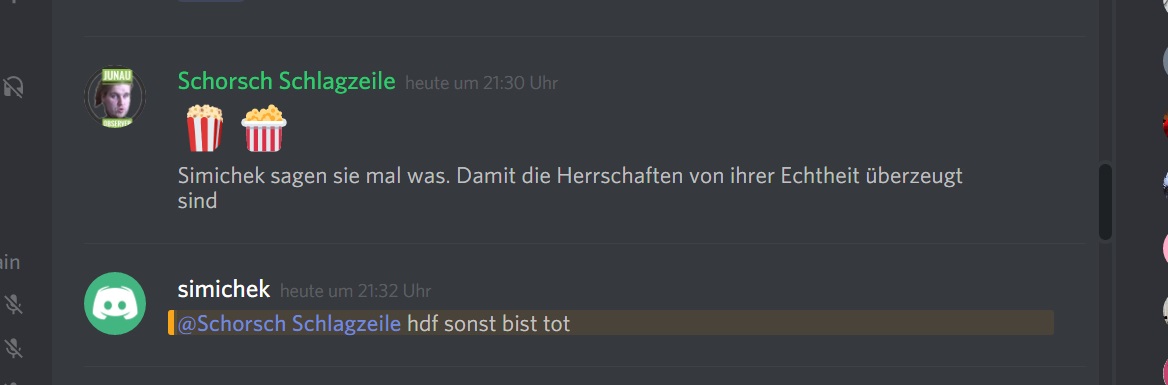 JUNAU
OBSERVER
Schorsch Schlagzeile heute um 21:30 Uhr
Simichek sagen sie mal was. Damit die Herrschaften von ihrer Echtheit überzeugt
sind
ain
simichek heute um 21:32 Uhr
@Schorsch Schlagzeile hdf sonst bist tot